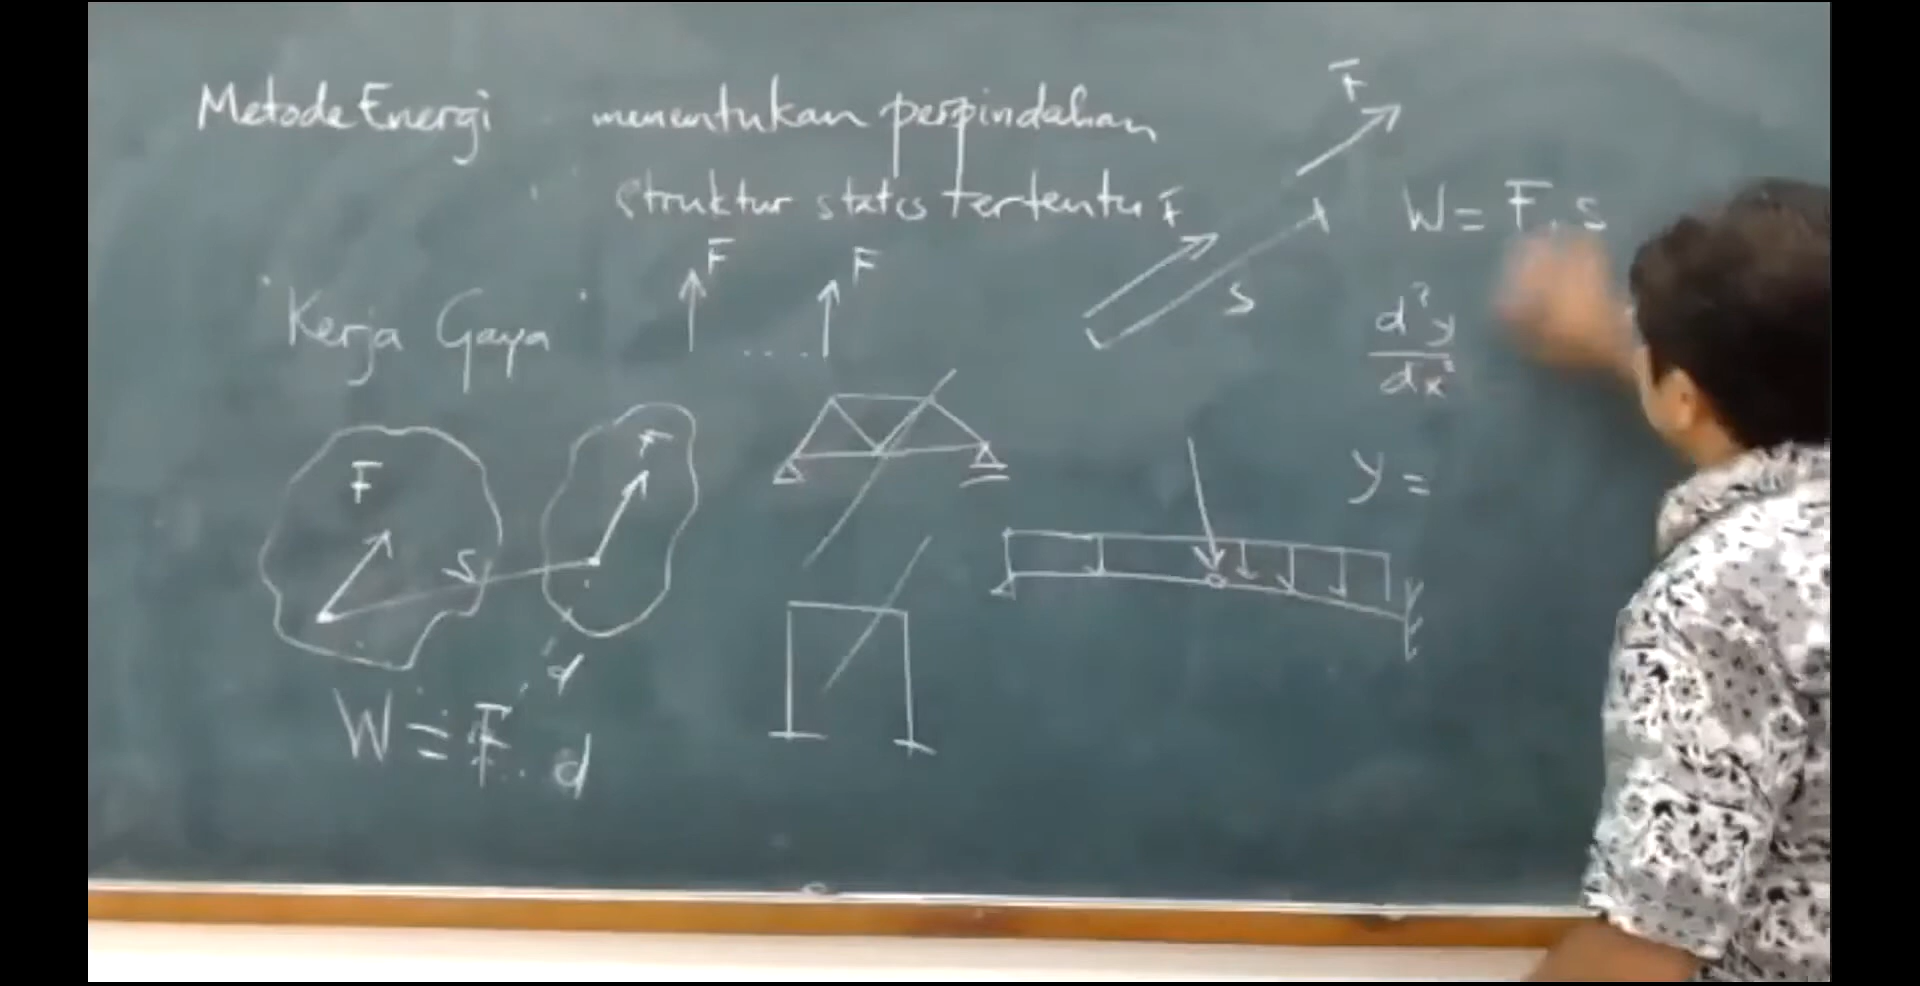 Metode Energi menentukan perpindahan
struktur statis tertentu
Kerja Gaya
F
F
F
F
S
W = F . s
d²y
dx²
y =
F
S
F
d
W = F . d